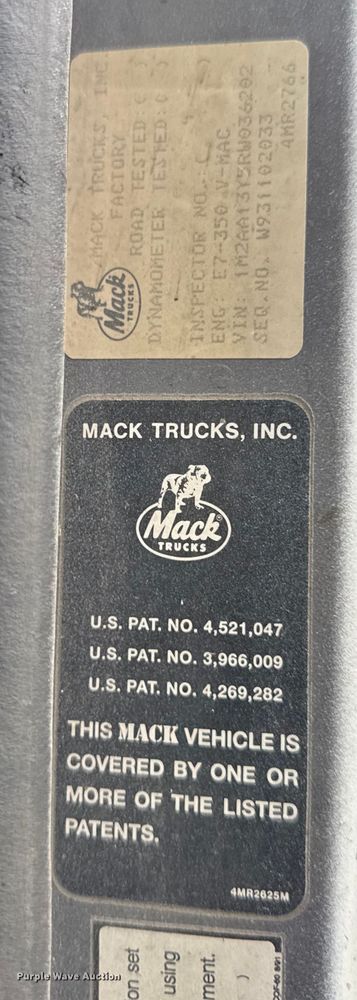 MACK TRUCKS, INC.
FACTORY
ROAD TESTED: ( )
DYNAMOMETER TESTED: ( )
INSPECTOR NO.: (
ENG: E7-350 V-MAC
VIN: 1M2AA13Y5RW036202
SEQ.NO. W931102033
4MR2766
Mack
TRUCKS
MACK TRUCKS, INC.
Mack
TRUCKS
U.S. PAT. NO. 4,521,047
U.S. PAT. NO. 3,966,009
U.S. PAT. NO. 4,269,282
THIS MACK VEHICLE IS
COVERED BY ONE OR
MORE OF THE LISTED
PATENTS.
4MR2625M
on set
using
ment.
)
Purple Wave Auction